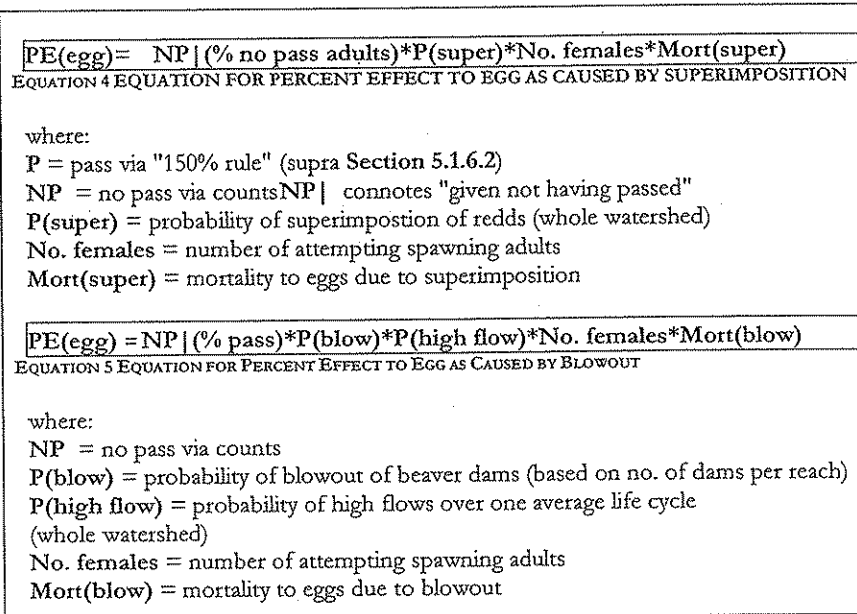 PE(egg)= NP|(% no pass adults)*P(super)*No. females*Mort(super)
EQUATION 4 EQUATION FOR PERCENT EFFECT TO EGG AS CAUSED BY SUPERIMPOSITION
where:
P = pass via "150% rule" (supra Section 5.1.6.2)
NP = no pass via countsNP| connotes "given not having passed"
P(super) = probability of superimpostion of redds (whole watershed)
No. females = number of attempting spawning adults
Mort(super) = mortality to eggs due to superimposition
PE(egg) =NP|(% pass)*P(blow)*P(high flow)*No. females*Mort(blow)
EQUATION 5 EQUATION FOR PERCENT EFFECT TO EGG AS CAUSED BY BLOWOUT
where:
NP = no pass via counts
P(blow) = probability of blowout of beaver dams (based on no. of dams per reach)
P(high flow) = probability of high flows over one average life cycle
(whole watershed)
No. females = number of attempting spawning adults
Mort(blow) = mortality to eggs due to blowout